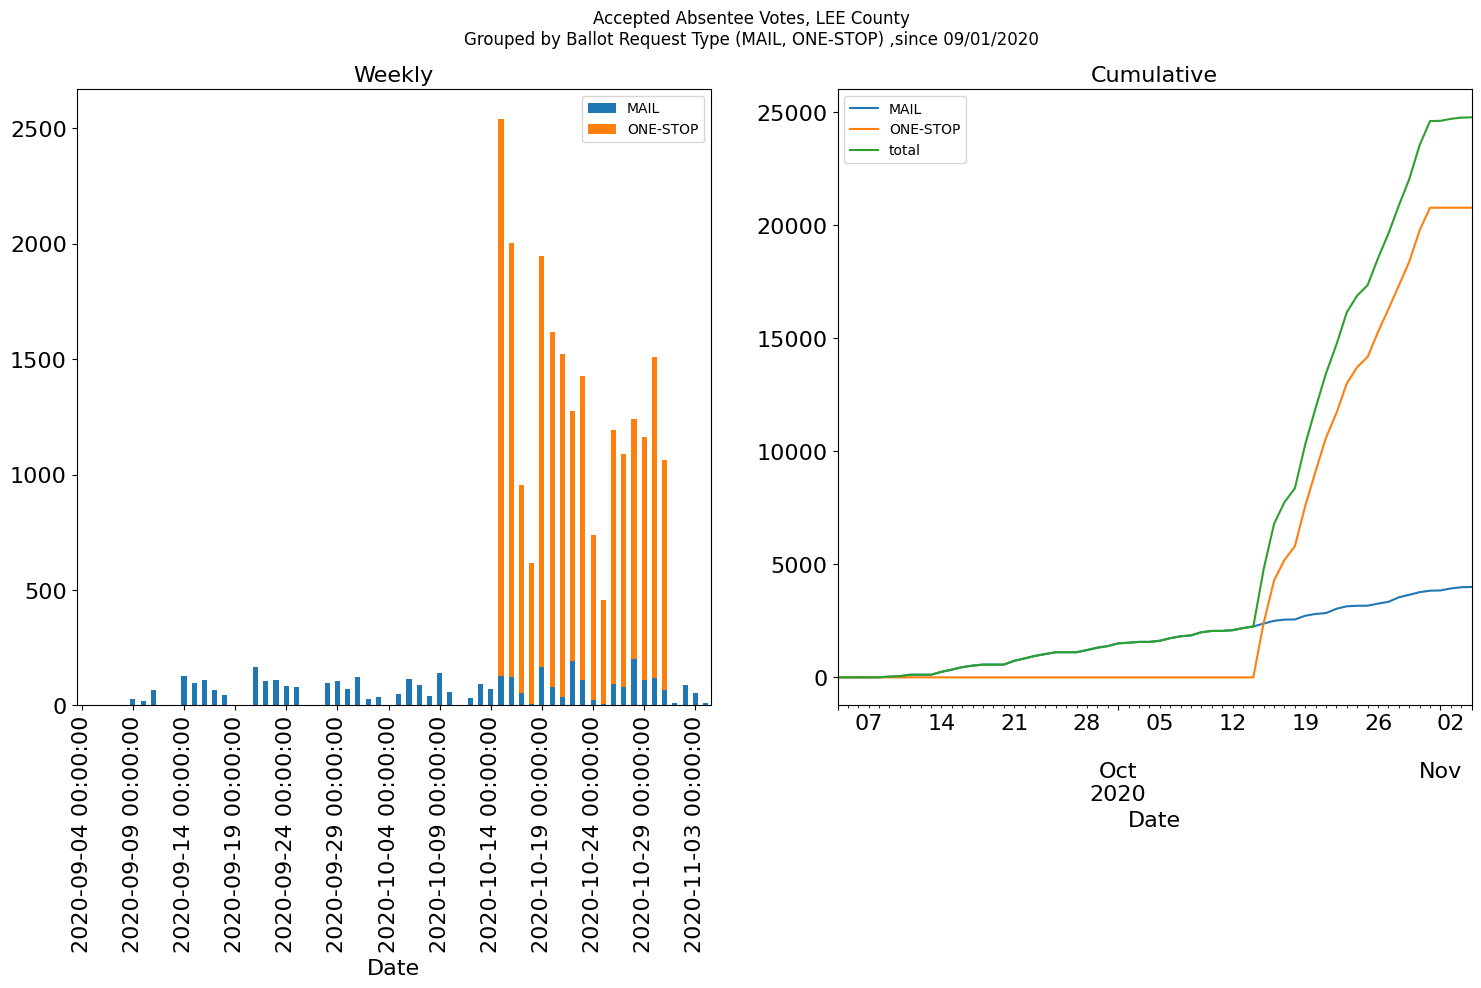 Accepted Absentee Votes, LEE County
Grouped by Ballot Request Type (MAIL, ONE-STOP) ,since 09/01/2020
Weekly
MAIL
ONE-STOP
2500
2000
1500
1000
500
0
2020-09-04 00:00:00
2020-09-09 00:00:00
2020-09-14 00:00:00
2020-09-19 00:00:00
2020-09-24 00:00:00
2020-09-29 00:00:00
2020-10-04 00:00:00
2020-10-09 00:00:00
2020-10-14 00:00:00
2020-10-19 00:00:00
2020-10-24 00:00:00
2020-10-29 00:00:00
2020-11-03 00:00:00
Date
Cumulative
MAIL
ONE-STOP
total
25000
20000
15000
10000
5000
0
07 14 21 28 05 12 19 26 02
Oct Nov
2020
Date